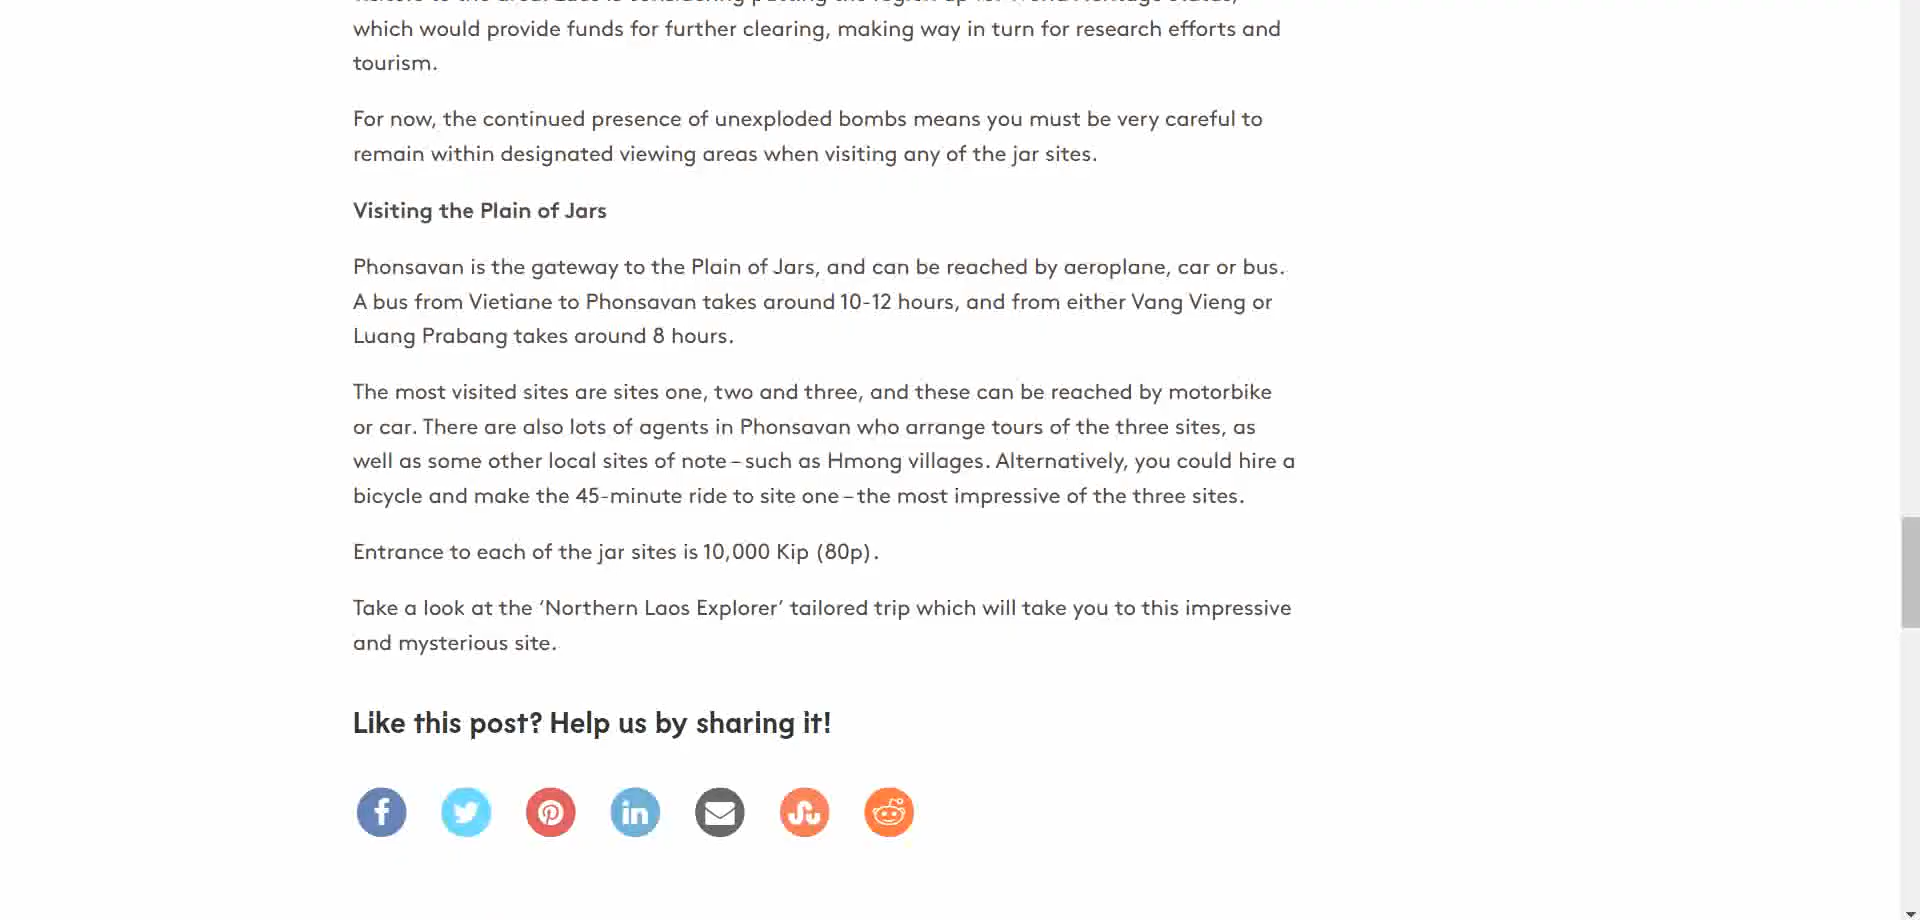 which would provide funds for further clearing, making way in turn for research efforts and
tourism.
For now, the continued presence of unexploded bombs means you must be very careful to
remain within designated viewing areas when visiting any of the jar sites.
Visiting the Plain of Jars
Phonsavan is the gateway to the Plain of Jars, and can be reached by aeroplane, car or bus.
A bus from Vietiane to Phonsavan takes around 10-12 hours, and from either Vang Vieng or
Luang Prabang takes around 8 hours.
The most visited sites are sites one, two and three, and these can be reached by motorbike
or car. There are also lots of agents in Phonsavan who arrange tours of the three sites, as
well as some other local sites of note – such as Hmong villages. Alternatively, you could hire a
bicycle and make the 45-minute ride to site one – the most impressive of the three sites.
Entrance to each of the jar sites is 10,000 Kip (80p).
Take a look at the ‘Northern Laos Explorer’ tailored trip which will take you to this impressive
and mysterious site.
Like this post? Help us by sharing it!